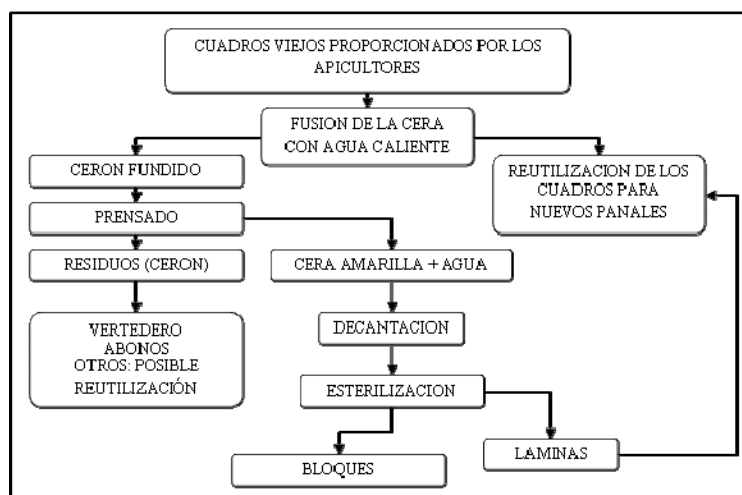 CUADROS VIEJOS PROPORCIONADOS POR LOS
APICULTORES
FUSION DE LA CERA
CON AGUA CALIENTE
CERON FUNDIDO
REUTILIZACION DE LOS
CUADROS PARA
NUEVOS PANALES
PRENSADO
RESIDUOS (CERON)
CERA AMARILLA + AGUA
VERTEDERO
ABONOS
OTROS: POSIBLE
REUTILIZACIÓN
DECANTACION
ESTERILIZACION
LAMINAS
BLOQUES